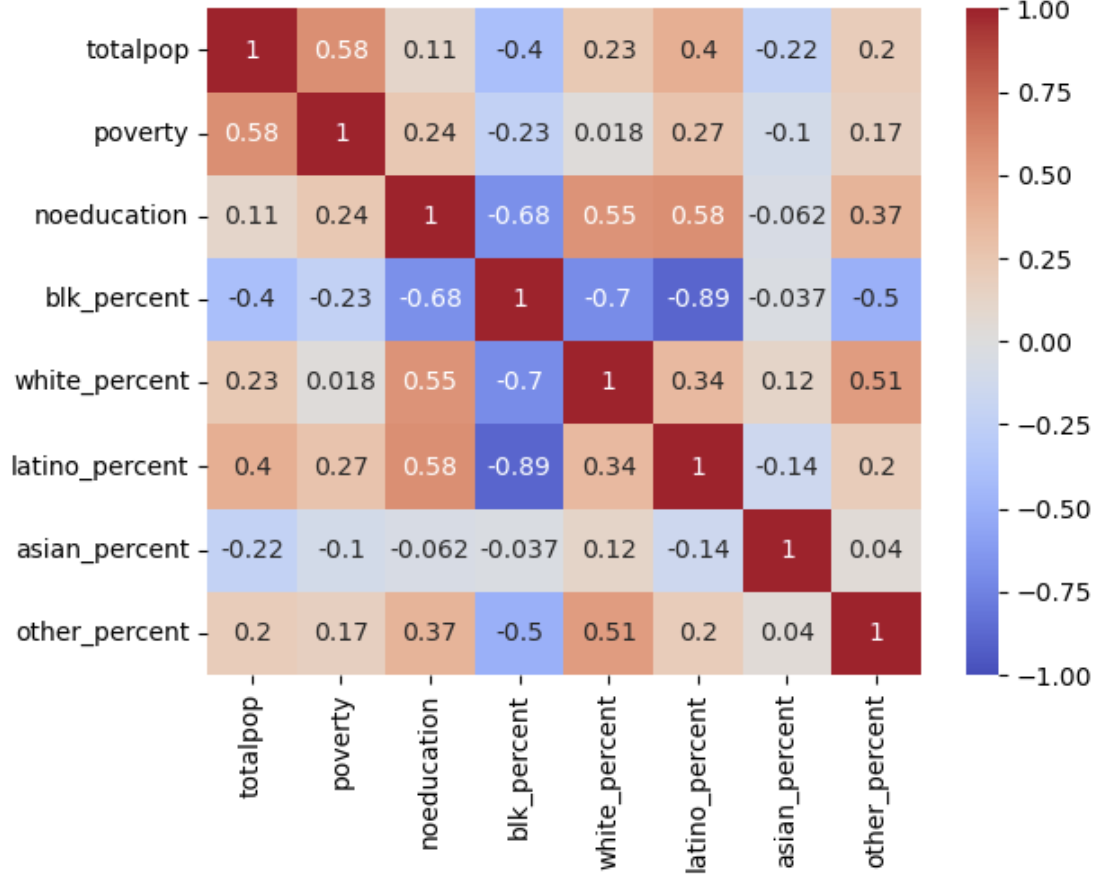 totalpop 1 0.58 0.11 -0.4 0.23 0.4 -0.22 0.2
poverty 0.58 1 0.24 -0.23 0.018 0.27 -0.1 0.17
noeducation 0.11 0.24 1 -0.68 0.55 0.58 -0.062 0.37
blk_percent -0.4 -0.23 -0.68 1 -0.7 -0.89 -0.037 -0.5
white_percent 0.23 0.018 0.55 -0.7 1 0.34 0.12 0.51
latino_percent 0.4 0.27 0.58 -0.89 0.34 1 -0.14 0.2
asian_percent -0.22 -0.1 -0.062 -0.037 0.12 -0.14 1 0.04
other_percent 0.2 0.17 0.37 -0.5 0.51 0.2 0.04 1
totalpop poverty noeducation blk_percent white_percent latino_percent asian_percent other_percent
1.00
0.75
0.50
0.25
0.00
−0.25
−0.50
−0.75
−1.00